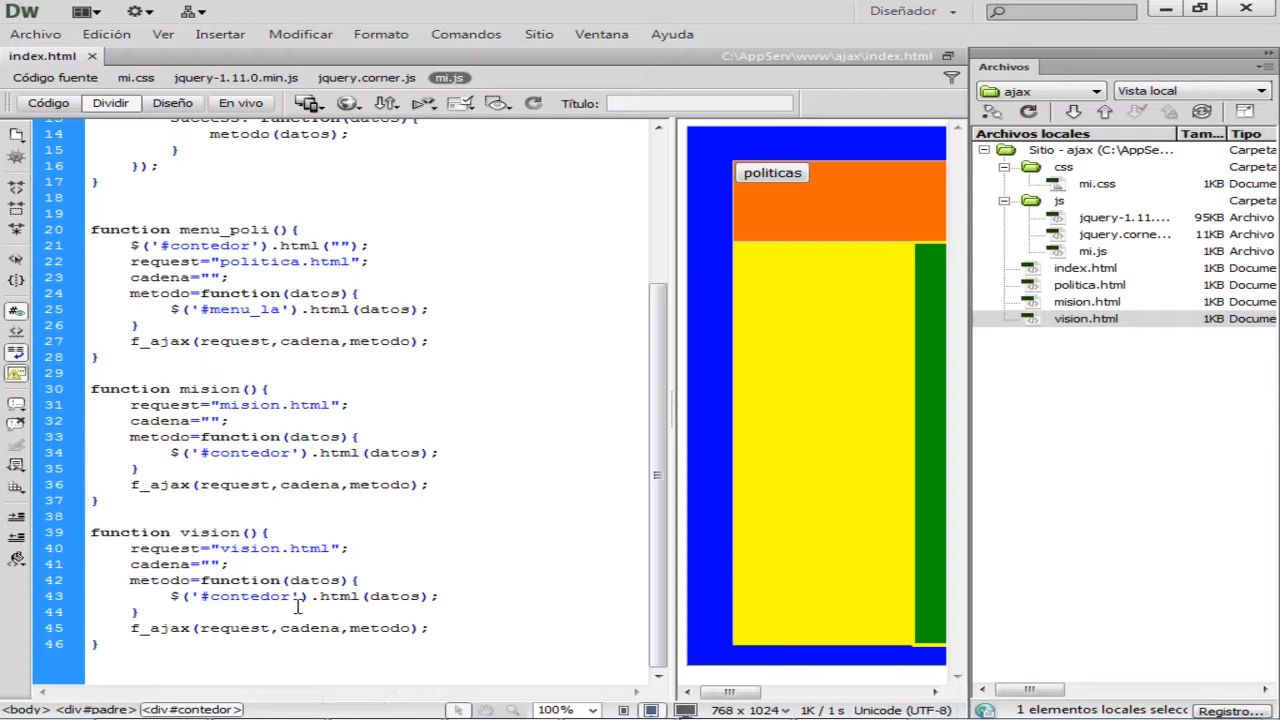 Dw
Diseñador
Archivo Edición Ver Insertar Modificar Formato Comandos Sitio Ventana Ayuda
index.html
C:\AppServ\www\ajax\index.html
Código fuente mi.css jquery-1.11.0.min.js jquery.corner.js mi.js
Código Dividir Diseño En vivo Título:
13 success: function(datos){
14 metodo(datos);
15 }
16 });
17 }
18
19
20 function menu_poli(){
21 $('#contedor').html("");
22 request="politica.html";
23 cadena="";
24 metodo=function(datos){
25 $('#menu_la').html(datos);
26 }
27 f_ajax(request,cadena,metodo);
28 }
29
30 function mision(){
31 request="mision.html";
32 cadena="";
33 metodo=function(datos){
34 $('#contedor').html(datos);
35 }
36 f_ajax(request,cadena,metodo);
37 }
38
39 function vision(){
40 request="vision.html";
41 cadena="";
42 metodo=function(datos){
43 $('#contedor').html(datos);
44 }
45 f_ajax(request,cadena,metodo);
46 }
politicas
<body> <div#padre> <div#contedor>
100% 768 x 1024 1K / 1 s Unicode (UTF-8)
Archivos
ajax Vista local
Archivos locales Tam... Tipo
Sitio - ajax (C:\AppSe... Carpeta
css Carpeta
mi.css 1KB Docume
js Carpeta
jquery-1.11.... 95KB Archivo
jquery.corne... 11KB Archivo
mi.js 1KB Archivo
index.html 1KB Docume
politica.html 1KB Docume
mision.html 1KB Docume
vision.html 1KB Docume
1 elementos locales selecc Registro...